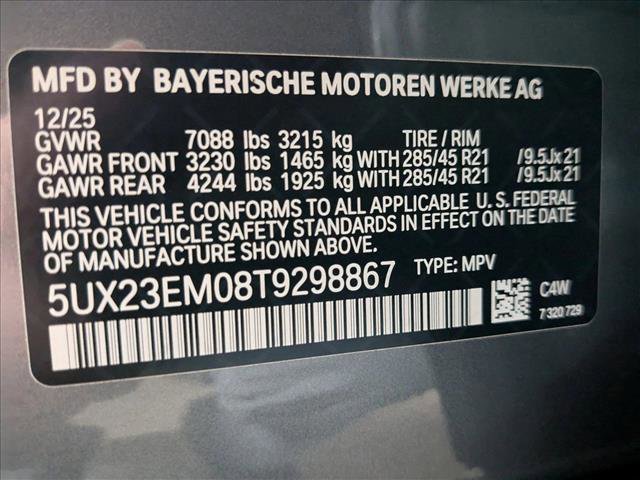 MFD BY BAYERISCHE MOTOREN WERKE AG
12/25
GVWR 7088 lbs 3215 kg TIRE / RIM
GAWR FRONT 3230 lbs 1465 kg WITH 285/45 R21 /9.5Jx21
GAWR REAR 4244 lbs 1925 kg WITH 285/45 R21 /9.5Jx21
THIS VEHICLE CONFORMS TO ALL APPLICABLE U. S. FEDERAL
MOTOR VEHICLE SAFETY STANDARDS IN EFFECT ON THE DATE
OF MANUFACTURE SHOWN ABOVE.
5UX23EM08T9298867 TYPE: MPV
C4W
7 320 729